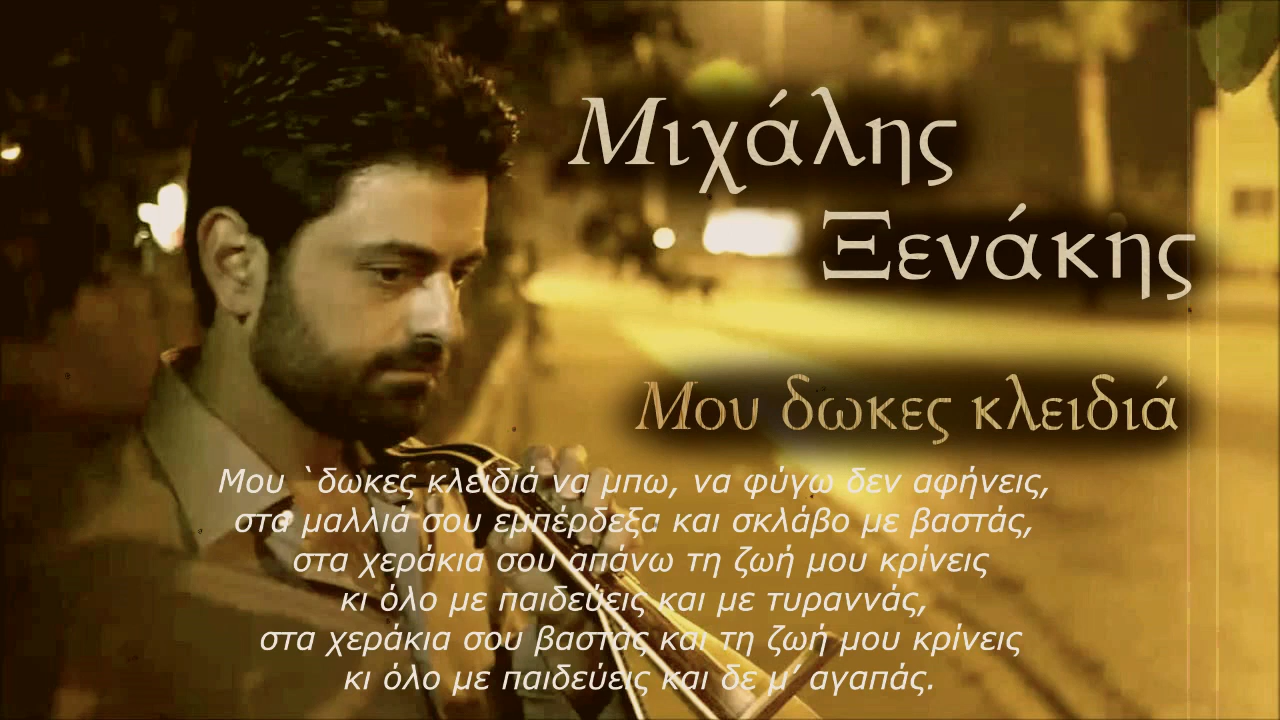 Μιχάλης
Ξενάκης
Μου δωκες κλειδιά
Μου `δωκες κλειδιά να μπω, να φύγω δεν αφήνεις,
στα μαλλιά σου εμπέρδεξα και σκλάβο με βαστάς,
στα χεράκια σου απάνω τη ζωή μου κρίνεις
κι όλο με παιδεύεις και με τυραννάς,
στα χεράκια σου βαστάς και τη ζωή μου κρίνεις
κι όλο με παιδεύεις και δε μ’ αγαπάς.